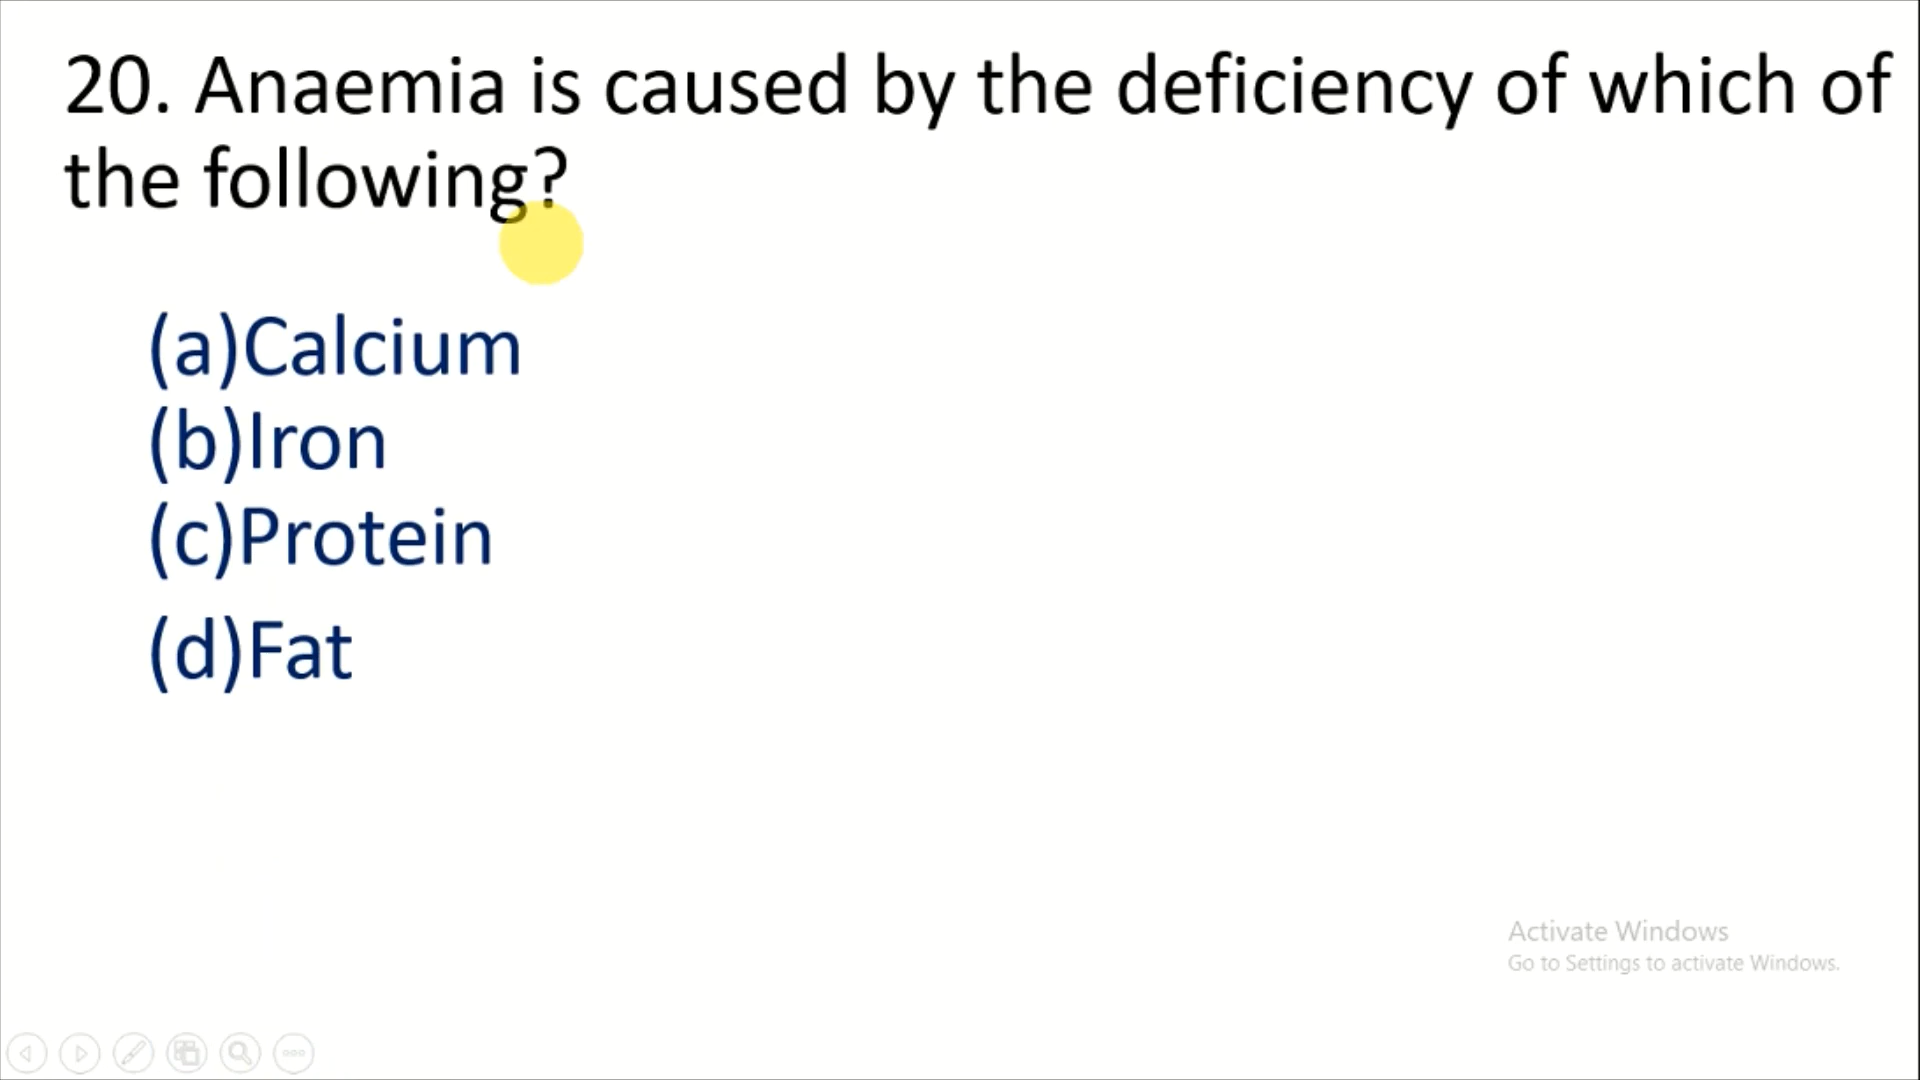 20. Anaemia is caused by the deficiency of which of
the following?
(a)Calcium
(b)Iron
(c)Protein
(d)Fat
Activate Windows
Go to Settings to activate Windows.